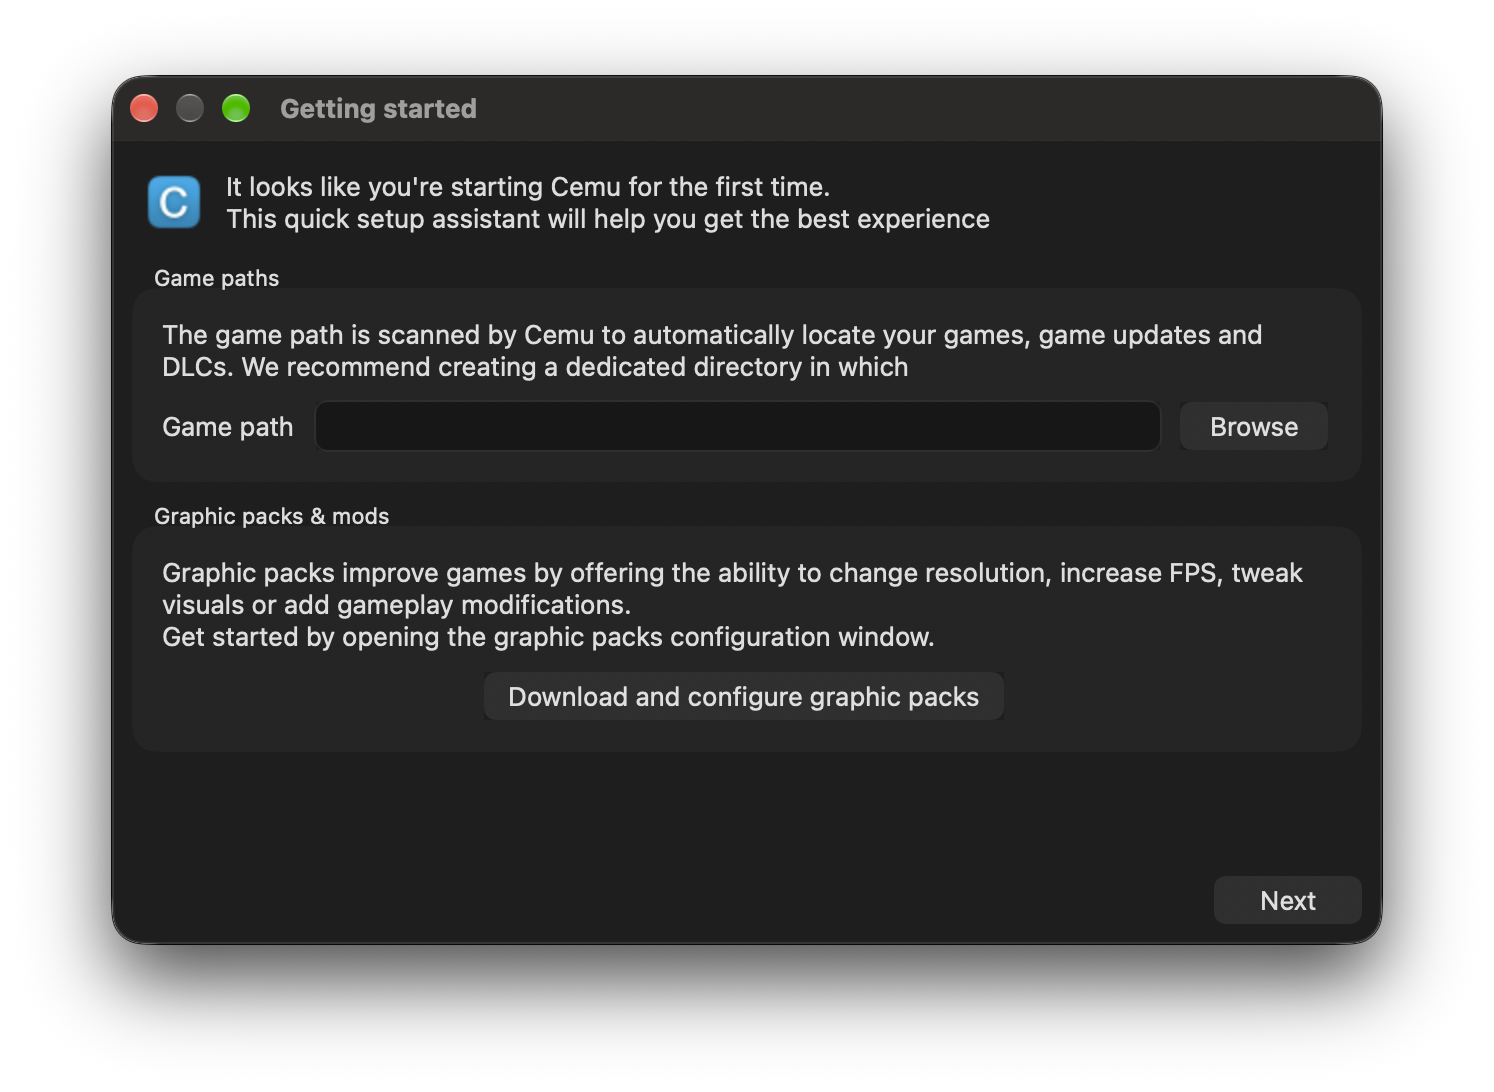 Getting started
C
It looks like you're starting Cemu for the first time.
This quick setup assistant will help you get the best experience
Game paths
The game path is scanned by Cemu to automatically locate your games, game updates and
DLCs. We recommend creating a dedicated directory in which
Game path
Browse
Graphic packs & mods
Graphic packs improve games by offering the ability to change resolution, increase FPS, tweak
visuals or add gameplay modifications.
Get started by opening the graphic packs configuration window.
Download and configure graphic packs
Next